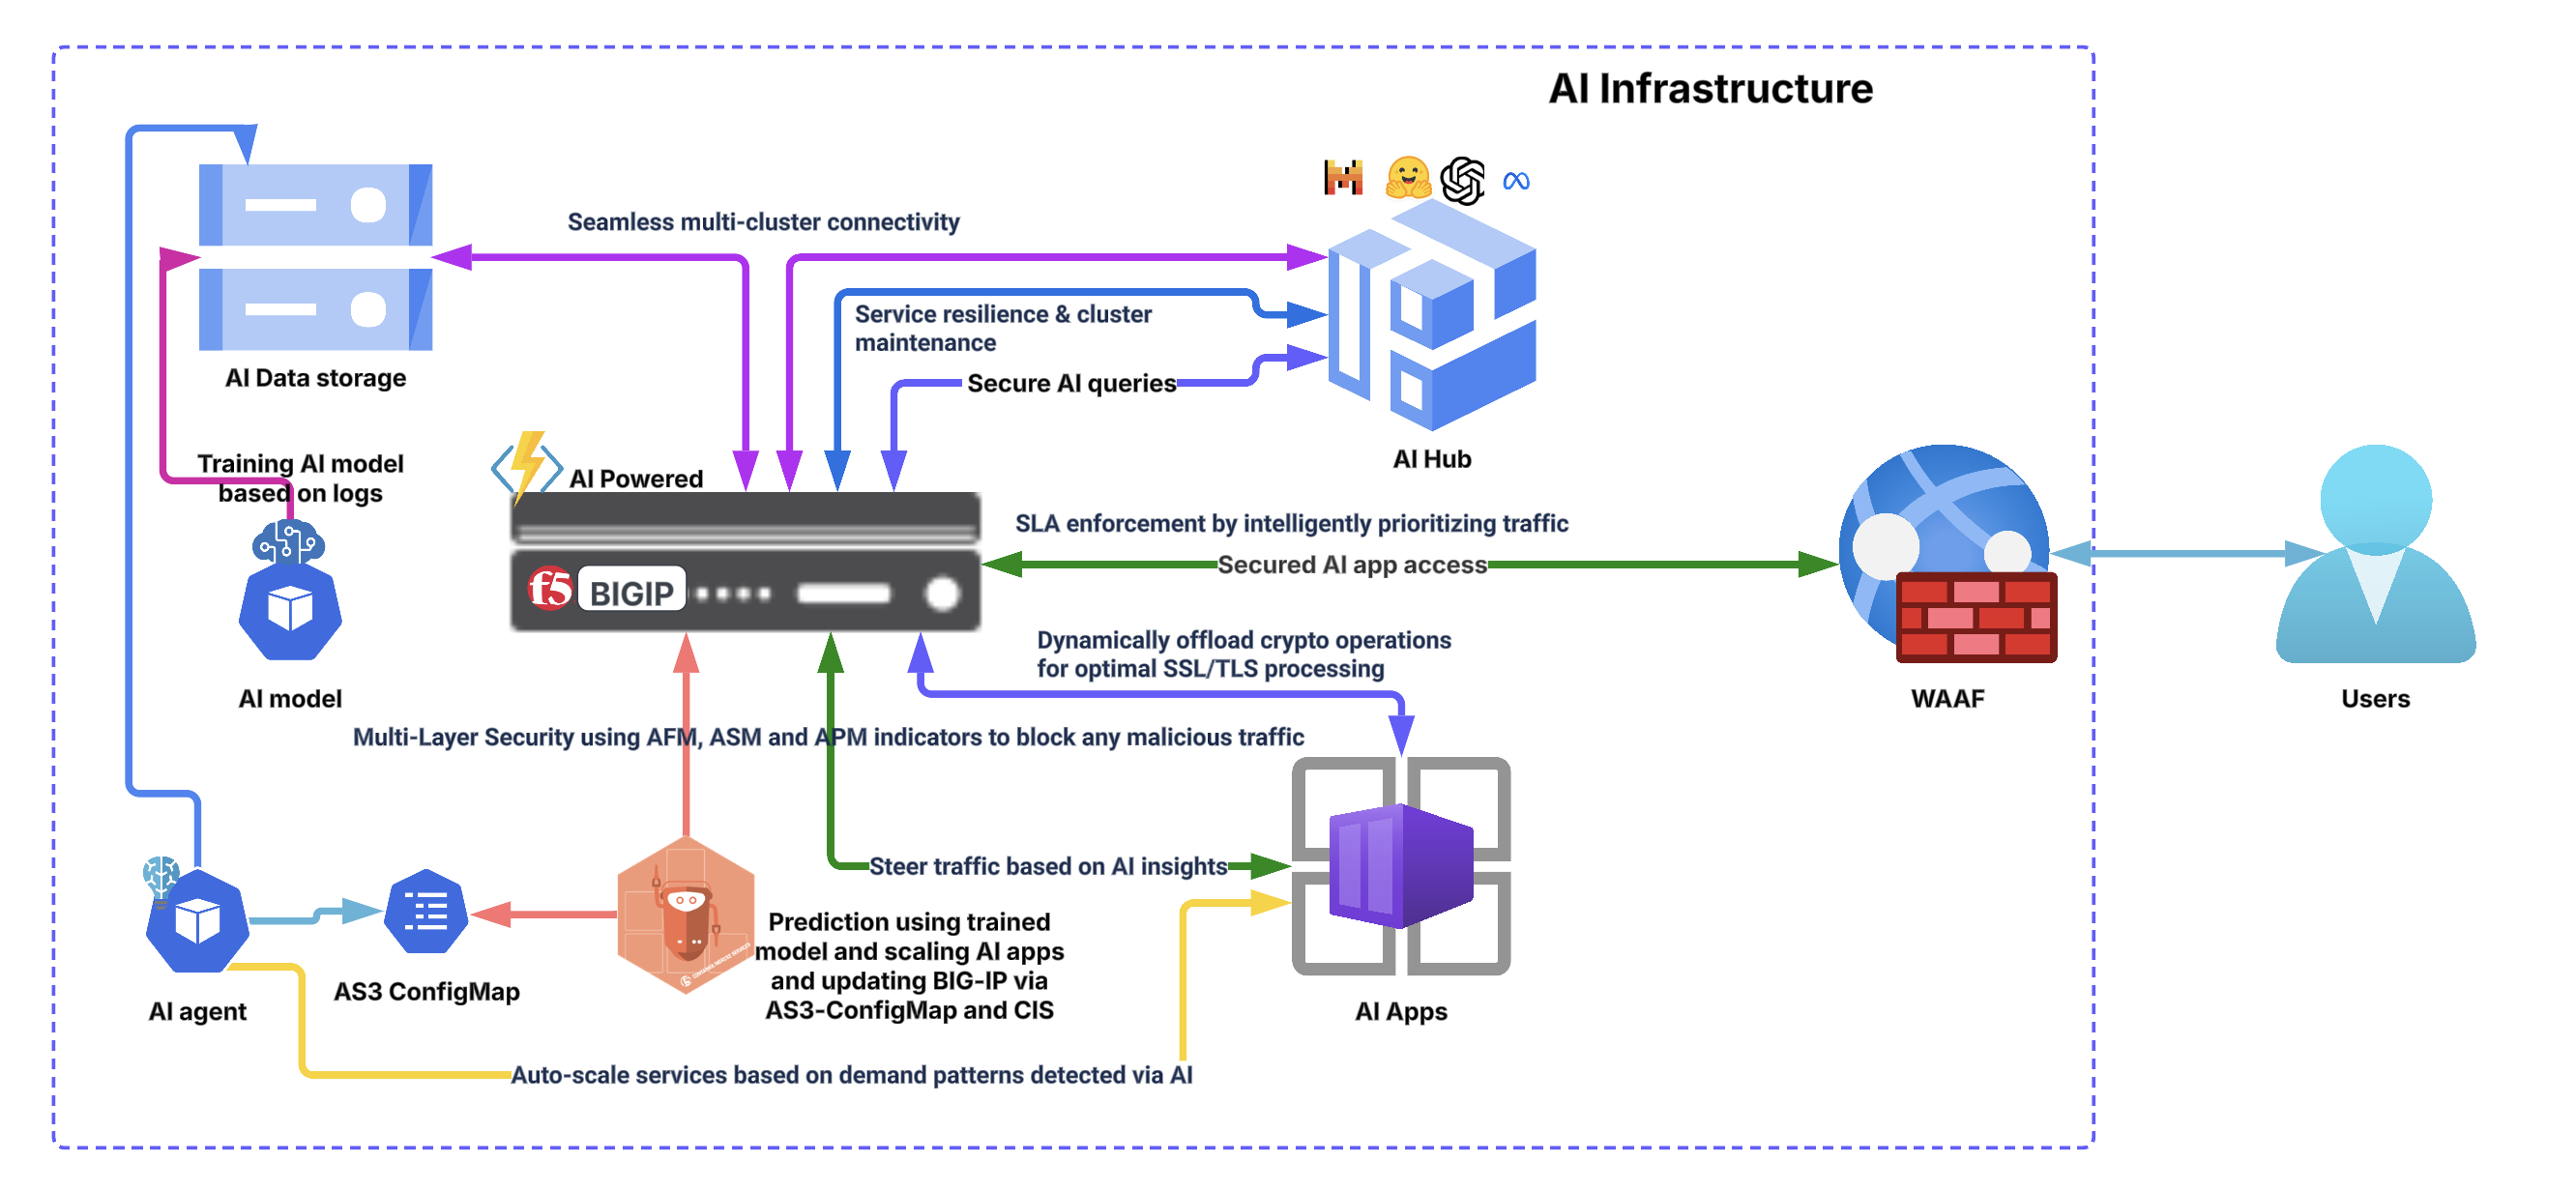 AI Infrastructure
Seamless multi-cluster connectivity
Service resilience & cluster
maintenance
Secure AI queries
AI Data storage
AI Hub
Training AI model
based on logs
AI Powered
f5
BIGIP
SLA enforcement by intelligently prioritizing traffic
Secured AI app access
Dynamically offload crypto operations
for optimal SSL/TLS processing
AI model
WAAF
Users
Multi-Layer Security using AFM, ASM and APM indicators to block any malicious traffic
Steer traffic based on AI insights
Prediction using trained
model and scaling AI apps
and updating BIG-IP via
AS3-ConfigMap and CIS
CONTAINER INGRESS SERVICES
AS3 ConfigMap
AI agent
AI Apps
Auto-scale services based on demand patterns detected via AI